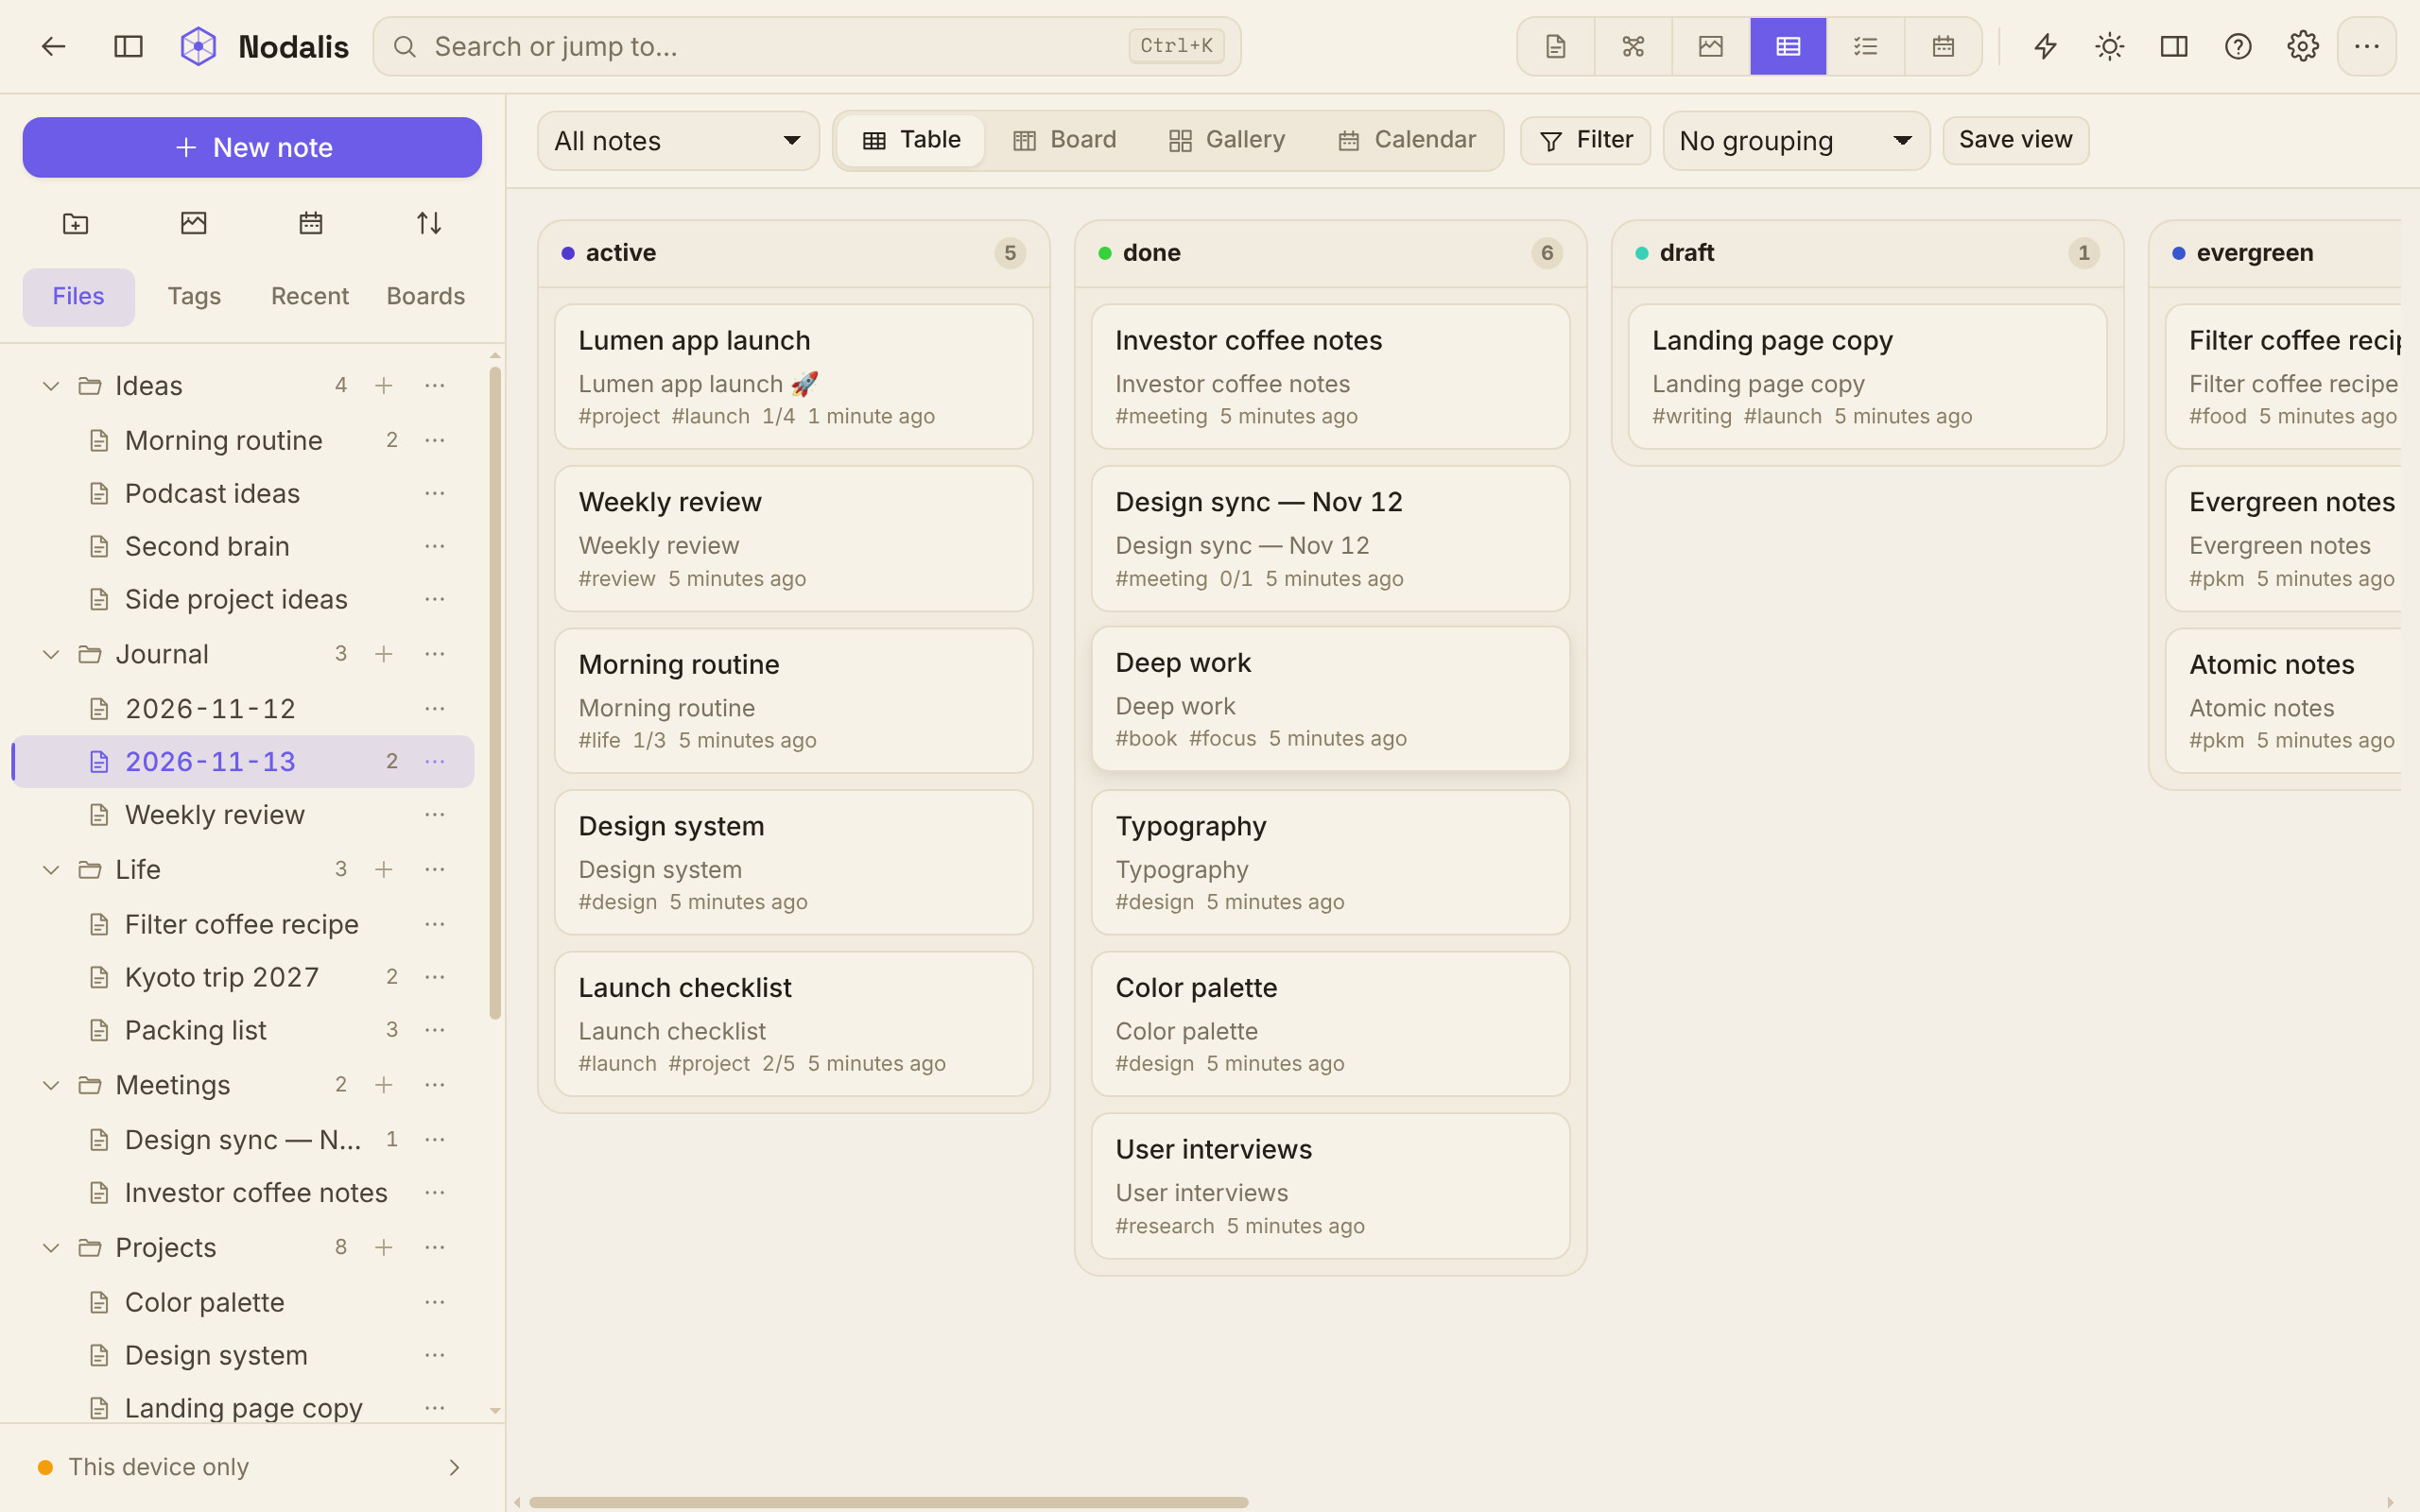 Nodalis
Search or jump to...
Ctrl+K
New note
Files
Tags
Recent
Boards
Ideas 4
Morning routine 2
Podcast ideas
Second brain
Side project ideas
Journal 3
2026-11-12
2026-11-13 2
Weekly review
Life 3
Filter coffee recipe
Kyoto trip 2027 2
Packing list 3
Meetings 2
Design sync — N... 1
Investor coffee notes
Projects 8
Color palette
Design system
Landing page copy
This device only
All notes
Table
Board
Gallery
Calendar
Filter
No grouping
Save view
active 5
Lumen app launch
Lumen app launch 🚀
#project #launch 1/4 1 minute ago
Weekly review
Weekly review
#review 5 minutes ago
Morning routine
Morning routine
#life 1/3 5 minutes ago
Design system
Design system
#design 5 minutes ago
Launch checklist
Launch checklist
#launch #project 2/5 5 minutes ago
done 6
Investor coffee notes
Investor coffee notes
#meeting 5 minutes ago
Design sync — Nov 12
Design sync — Nov 12
#meeting 0/1 5 minutes ago
Deep work
Deep work
#book #focus 5 minutes ago
Typography
Typography
#design 5 minutes ago
Color palette
Color palette
#design 5 minutes ago
User interviews
User interviews
#research 5 minutes ago
draft 1
Landing page copy
Landing page copy
#writing #launch 5 minutes ago
evergreen
Filter coffee recip
Filter coffee recipe
#food 5 minutes ago
Evergreen notes
Evergreen notes
#pkm 5 minutes ago
Atomic notes
Atomic notes
#pkm 5 minutes ago